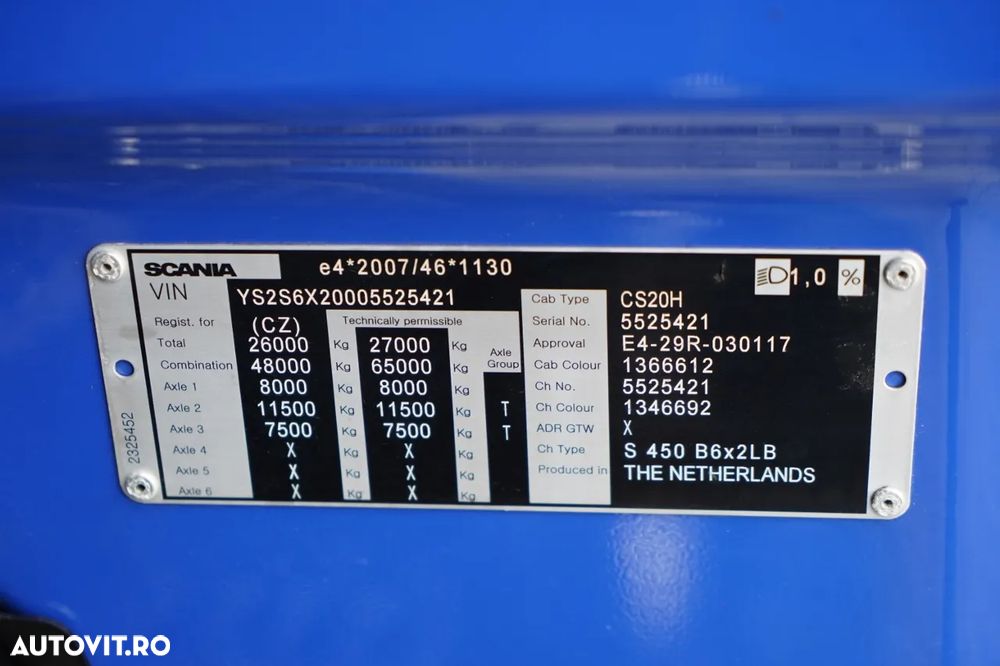 SCANIA e4*2007/46*1130 1,0 %
VIN YS2S6X20005525421
Regist. for (CZ) Technically permissible
Total 26000 Kg 27000 Kg
Axle Group
Combination 48000 Kg 65000 Kg
Axle 1 8000 Kg 8000 Kg
Axle 2 11500 Kg 11500 Kg T
Axle 3 7500 Kg 7500 Kg T
Axle 4 X Kg X Kg
Axle 5 X Kg X Kg
Axle 6 X Kg X Kg
Cab Type CS20H
Serial No. 5525421
Approval E4-29R-030117
Cab Colour 1366612
Ch No. 5525421
Ch Colour 1346692
ADR GTW X
Ch Type S 450 B6x2LB
Produced in THE NETHERLANDS
2325452
AUTOVIT.RO